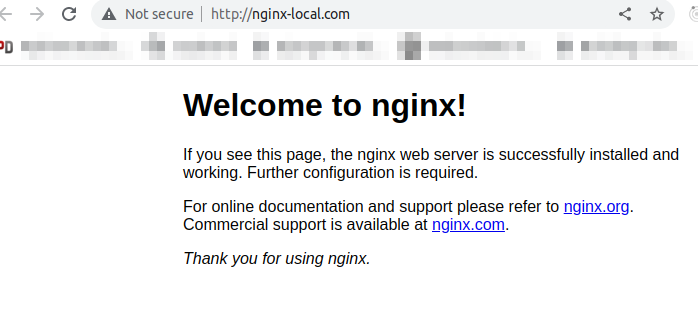 Not secure | http://nginx-local.com
PD
Welcome to nginx!
If you see this page, the nginx web server is successfully installed and
working. Further configuration is required.
For online documentation and support please refer to nginx.org.
Commercial support is available at nginx.com.
Thank you for using nginx.